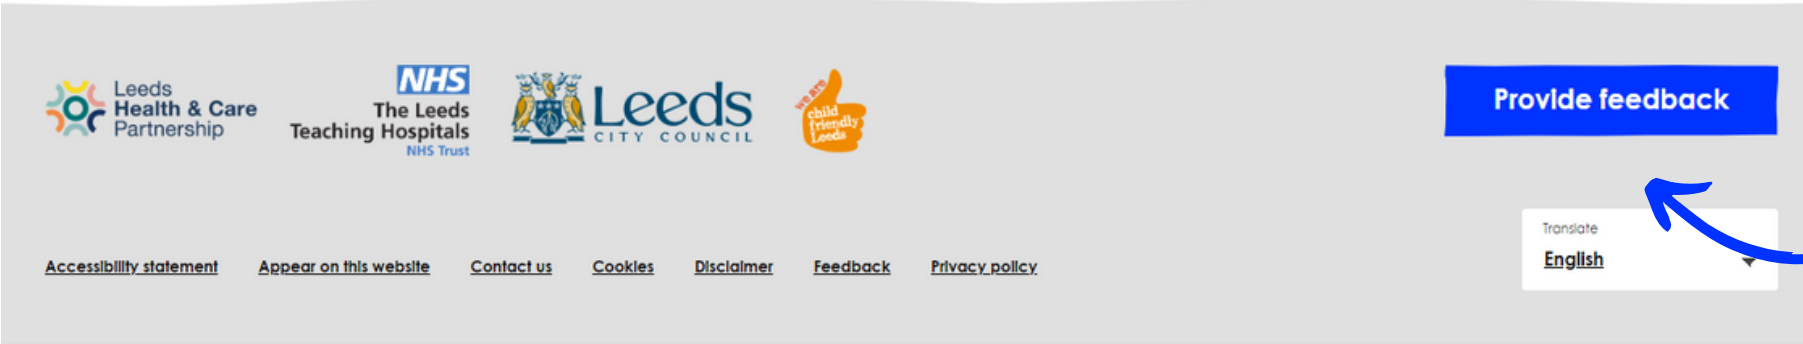 Leeds
Health & Care
Partnership
NHS
The Leeds
Teaching Hospitals
NHS Trust
Leeds
CITY COUNCIL
we are
child
friendly
Leeds
Provide feedback
Translate
English
Accessibility statement
Appear on this website
Contact us
Cookies
Disclaimer
Feedback
Privacy policy